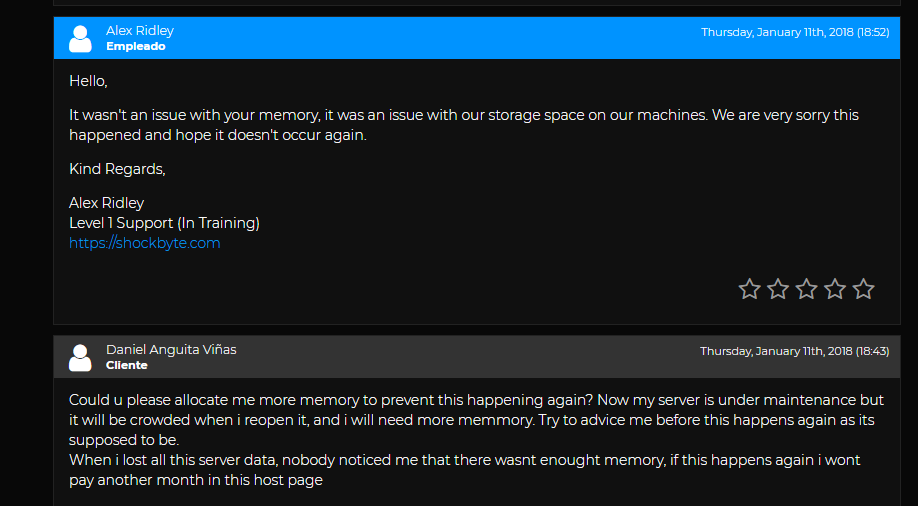 Alex Ridley
Thursday, January 11th, 2018 (18:52)
Empleado
Hello,
It wasn't an issue with your memory, it was an issue with our storage space on our machines. We are very sorry this
happened and hope it doesn't occur again.
Kind Regards,
Alex Ridley
Level 1 Support (In Training)
https://shockbyte.com
Daniel Anguita Viñas
Thursday, January 11th, 2018 (18:43)
Cliente
Could u please allocate me more memory to prevent this happening again? Now my server is under maintenance but
it will be crowded when i reopen it, and i will need more memmory. Try to advice me before this happens again as its
supposed to be.
When i lost all this server data, nobody noticed me that there wasnt enought memory, if this happens again i wont
pay another month in this host page